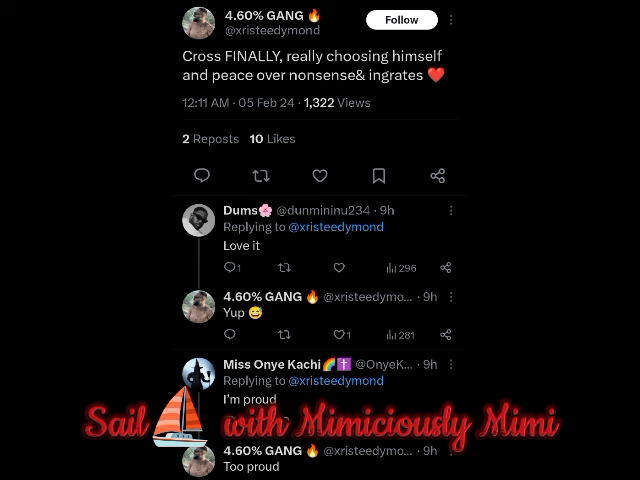 4.60% GANG 🔥
@xristeedymond
Follow
Cross FINALLY, really choosing himself
and peace over nonsense& ingrates ❤️
12:11 AM · 05 Feb 24 · 1,322 Views
2 Reposts 10 Likes
Dums🌸 @dunmininu234 · 9h
Replying to @xristeedymond
Love it
1 296
4.60% GANG 🔥 @xristeedymo... · 9h
Yup 😅
1 281
Miss Onye Kachi🌈✝️ @OnyeK... · 9h
Replying to @xristeedymond
I'm proud
Sail with Mimiciously Mimi
4.60% GANG 🔥 @xristeedymo... · 9h
Too proud